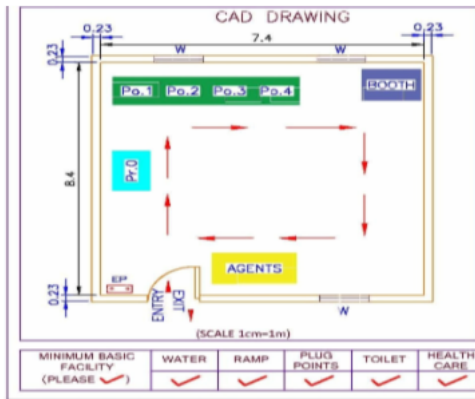 CAD DRAWING
0.23
7.4
0.23
W
W
0.23
Po.1 Po.2 Po.3 Po.4
BOOTH
8.4
Pr.O
AGENTS
EP
0.23
ENTRY
EXIT
W
(SCALE 1cm=1m)
MINIMUM BASIC
FACILITY
(PLEASE ✓)
WATER
RAMP
PLUG
POINTS
TOILET
HEALTH
CARE